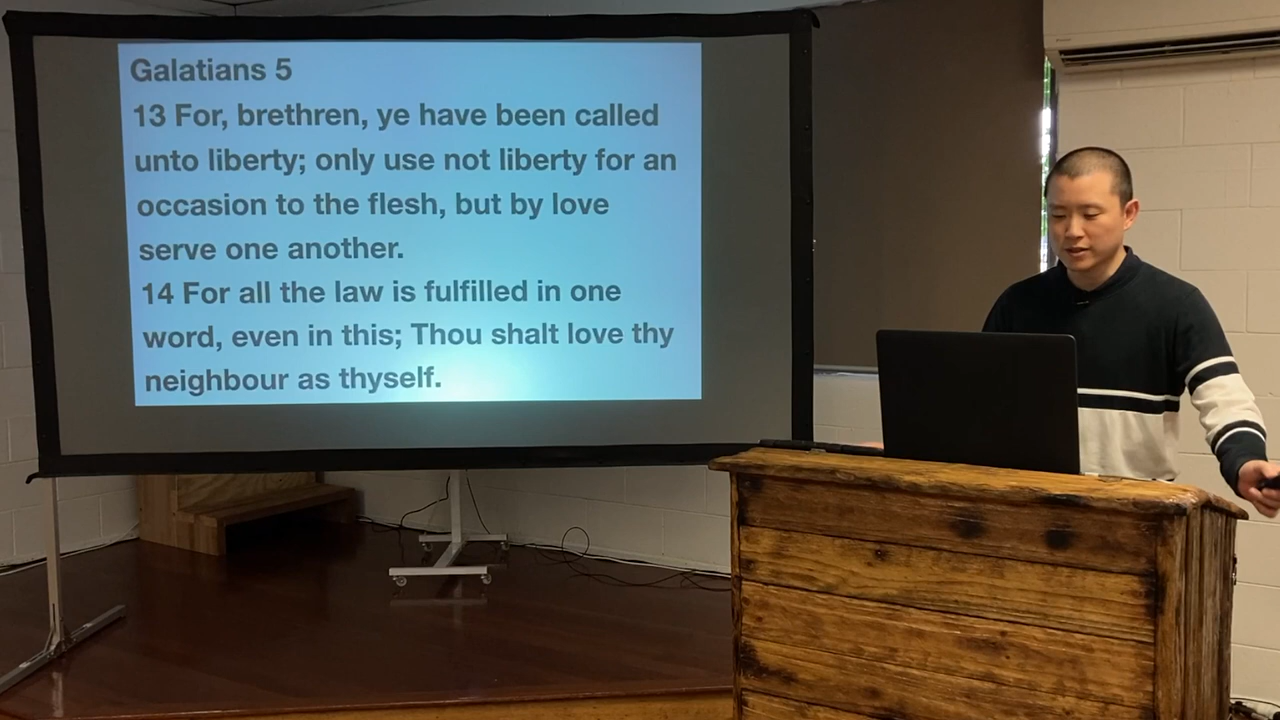 Galatians 5
13 For, brethren, ye have been called
unto liberty; only use not liberty for an
occasion to the flesh, but by love
serve one another.
14 For all the law is fulfilled in one
word, even in this; Thou shalt love thy
neighbour as thyself.